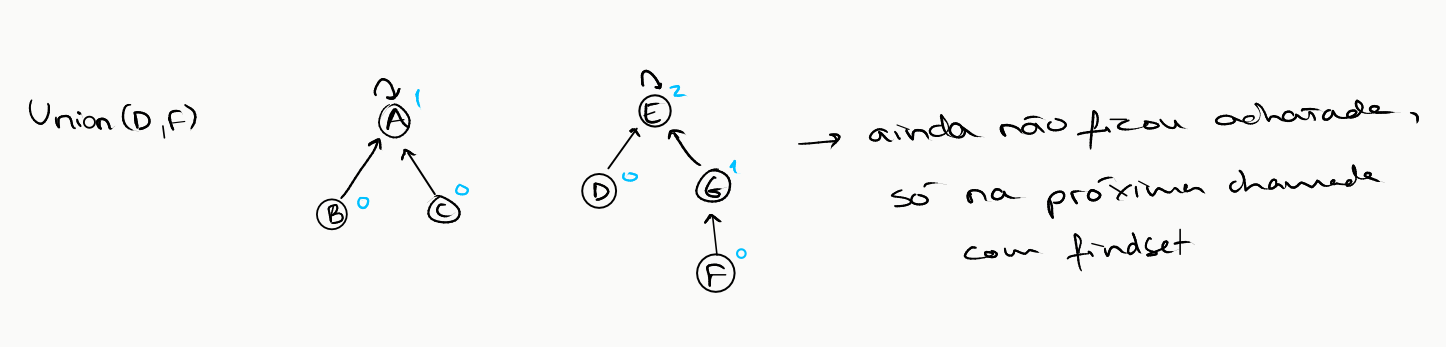 Union(D,F)
A 1
B 0
C 0
E 2
D 0
G 1
F 0
→ ainda não ficou achatada,
só na próxima chamada
com findset